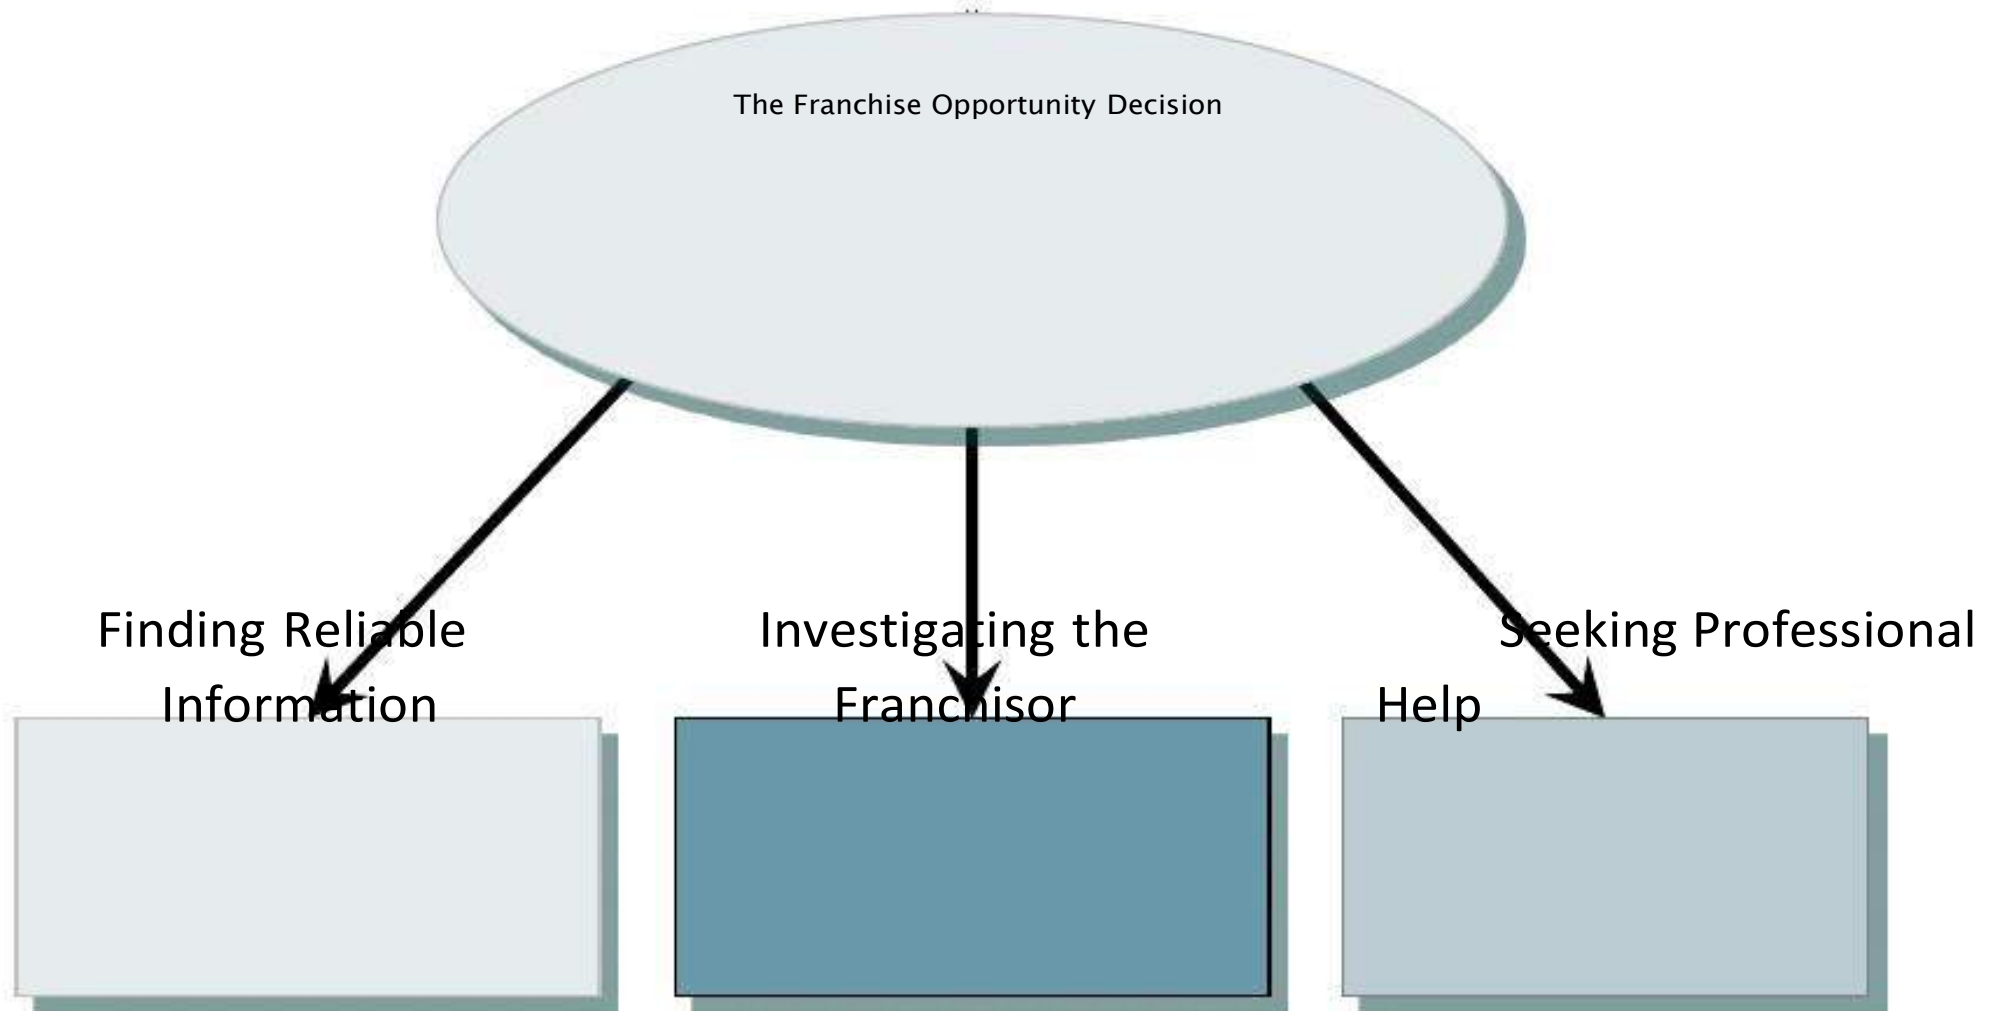 The Franchise Opportunity Decision
Finding Reliable
Information
Investigating the
Franchisor
Seeking Professional
Help